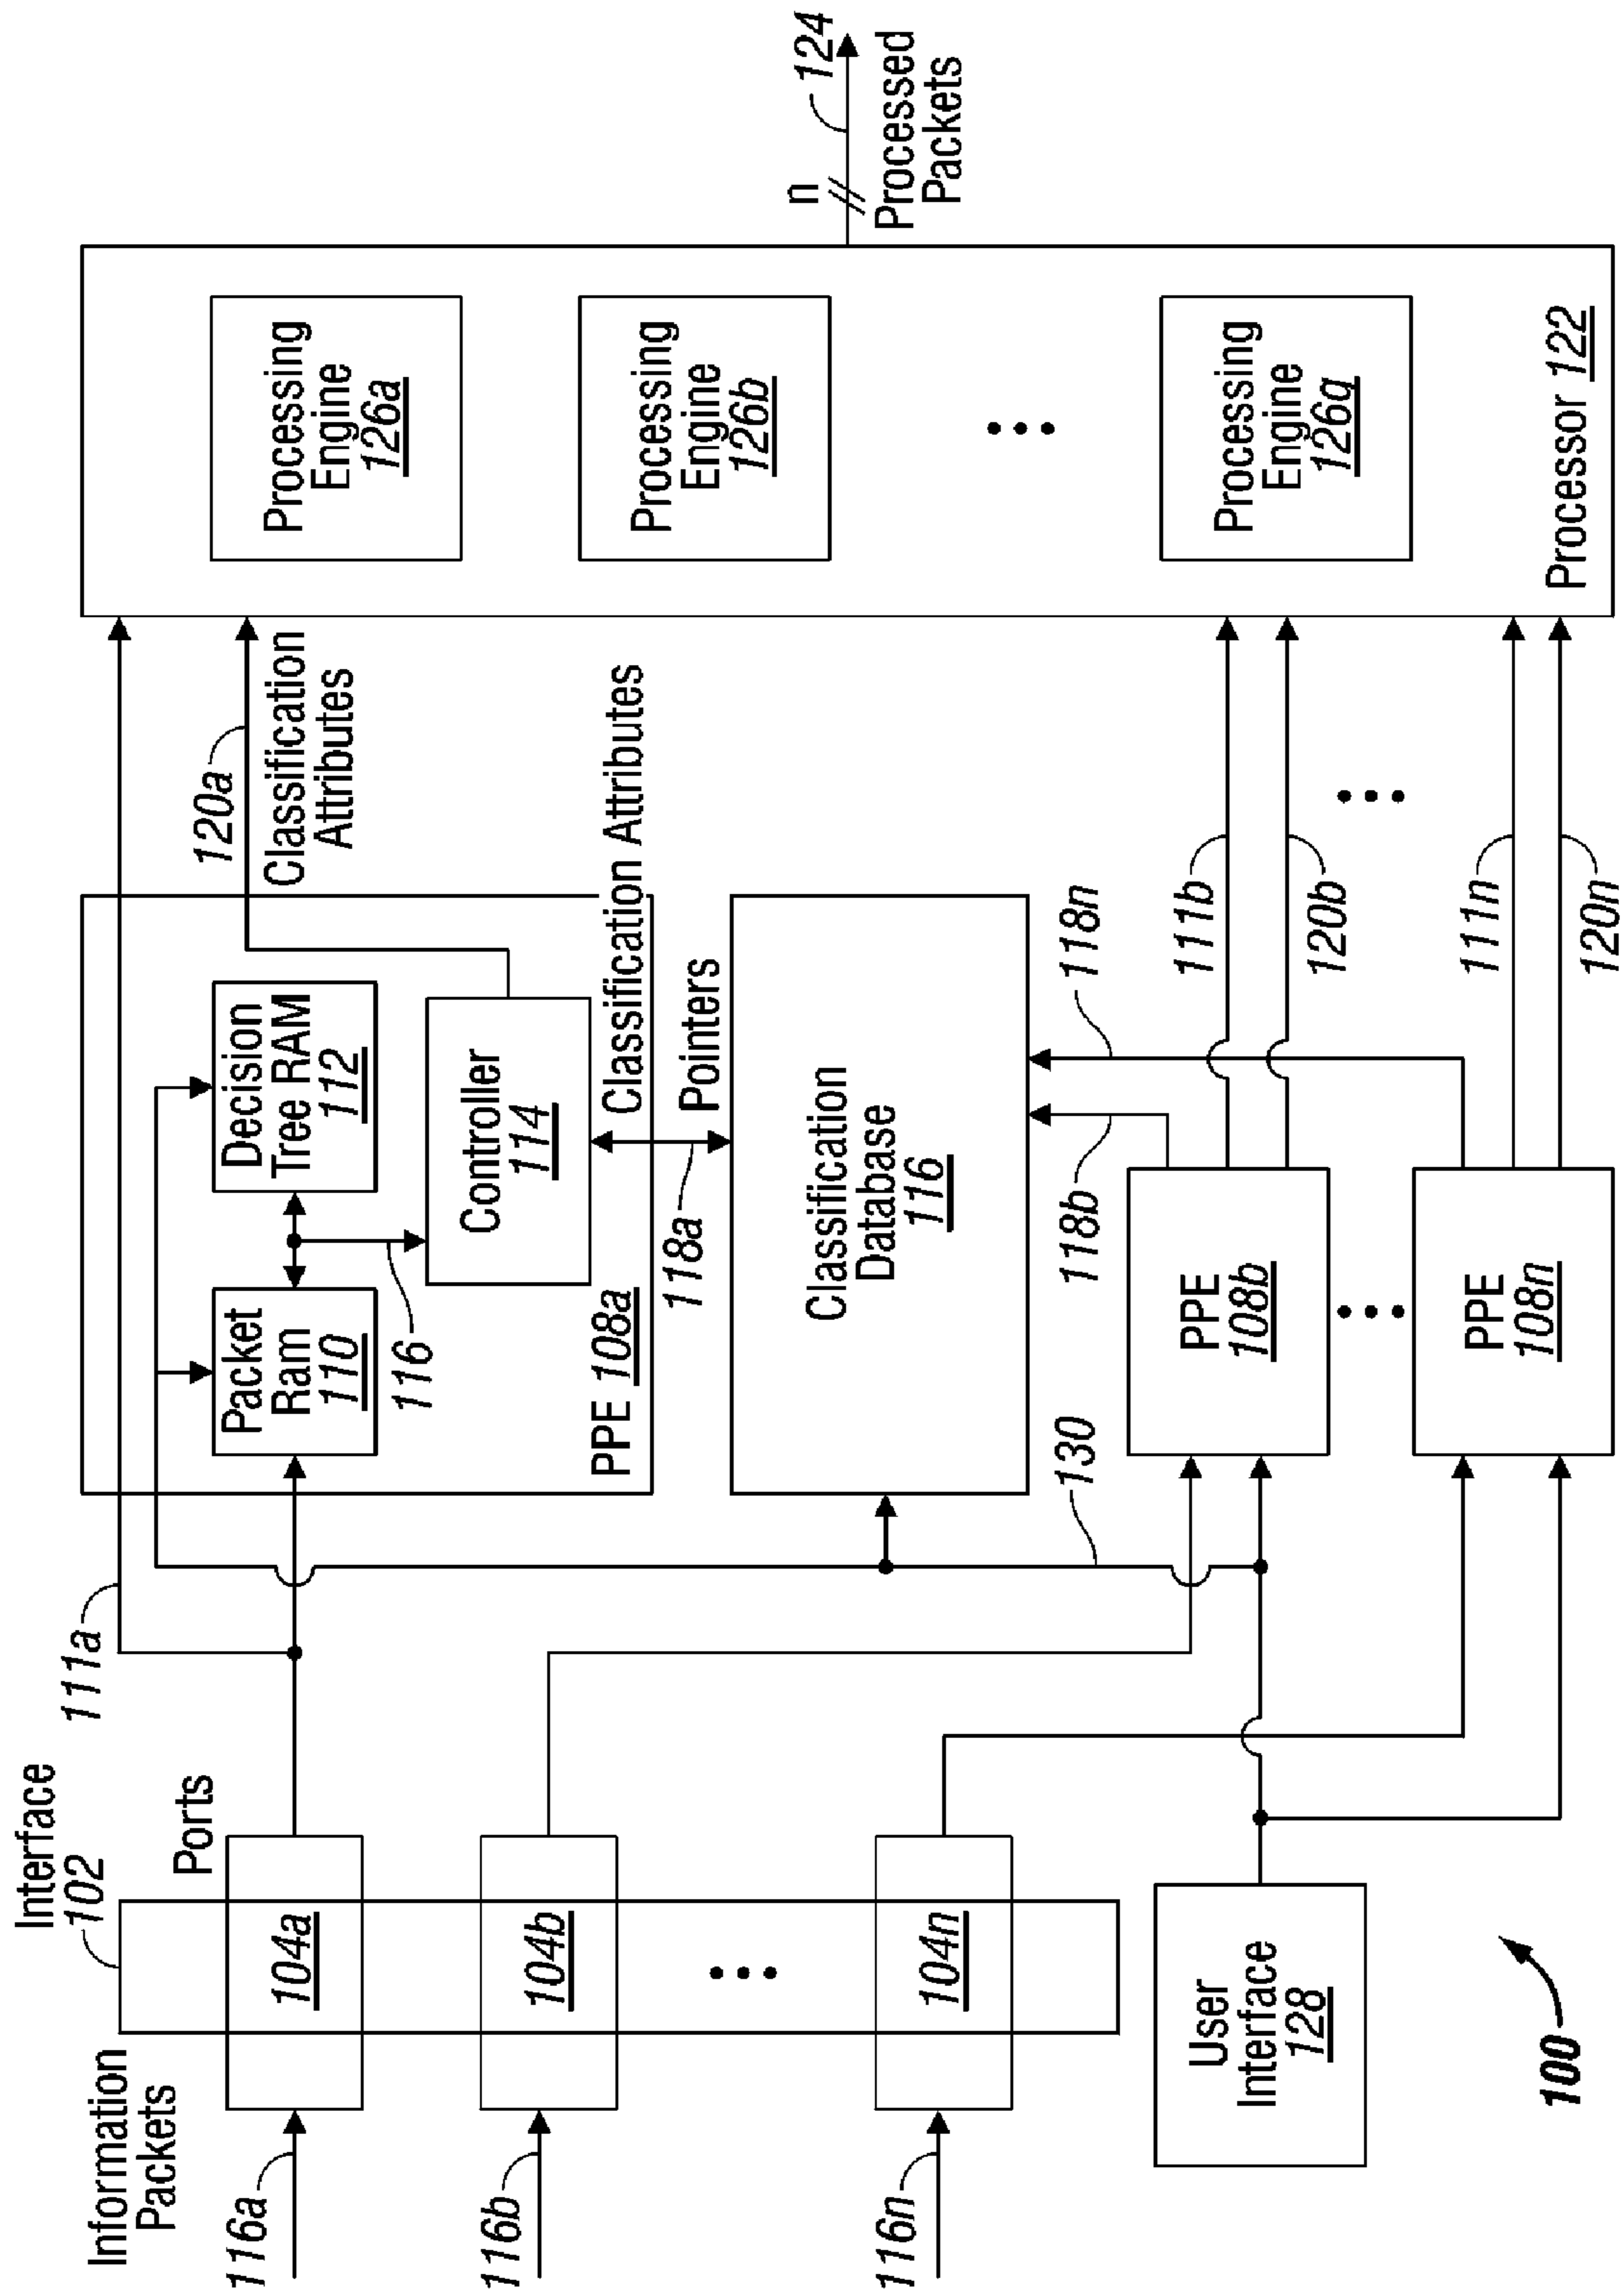 Interface
102
Information
Packets
Ports
116a
104a
116b
104b
116n
104n
User
Interface
128
100
111a
Packet
Ram
110
Decision
Tree RAM
112
116
Controller
114
PPE 108a
120a
Classification
Attributes
Classification Attributes
118a
Pointers
Classification
Database
116
130
118b
118n
PPE
108b
PPE
108n
111b
120b
111n
120n
Processing
Engine
126a
Processing
Engine
126b
Processing
Engine
126q
Processor 122
n
124
Processed
Packets